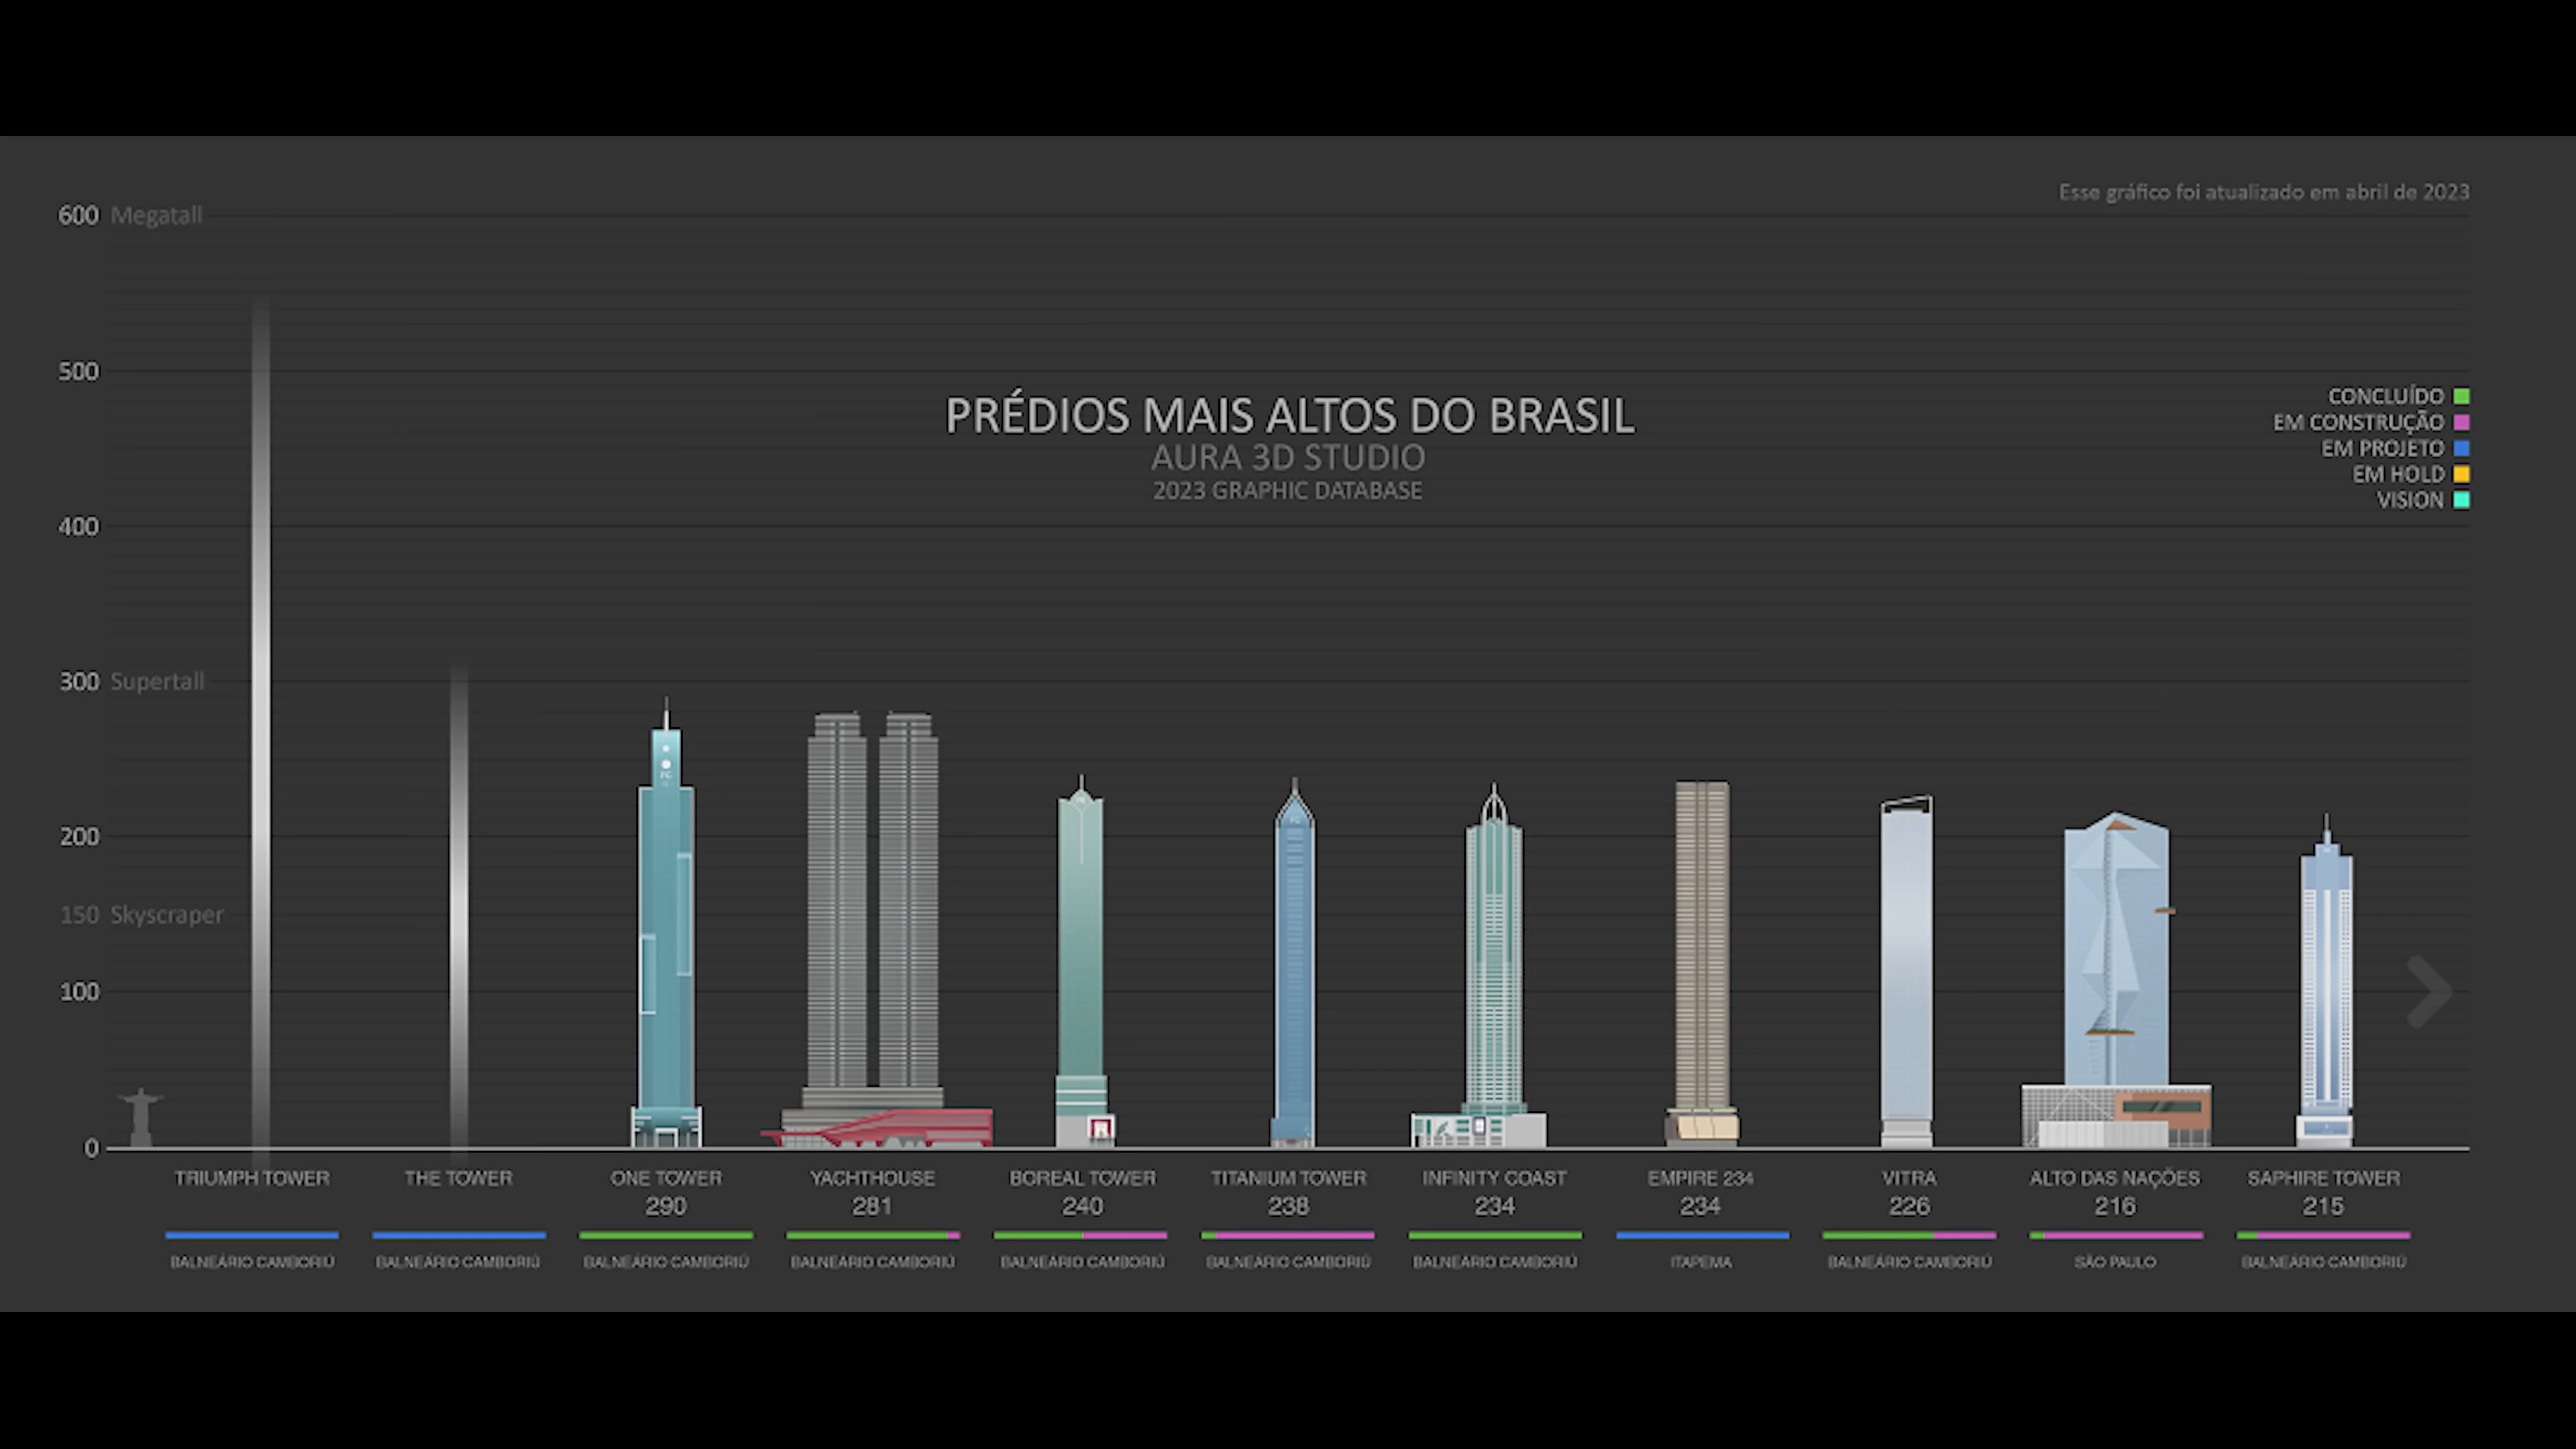 Esse gráfico foi atualizado em abril de 2023
600 Megatall
500
PRÉDIOS MAIS ALTOS DO BRASIL
AURA 3D STUDIO
2023 GRAPHIC DATABASE
CONCLUÍDO
EM CONSTRUÇÃO
EM PROJETO
EM HOLD
VISION
400
300 Supertall
200
150 Skyscraper
100
0
TRIUMPH TOWER
BALNEÁRIO CAMBORIÚ
THE TOWER
BALNEÁRIO CAMBORIÚ
ONE TOWER
290
BALNEÁRIO CAMBORIÚ
YACHTHOUSE
281
BALNEÁRIO CAMBORIÚ
BOREAL TOWER
240
BALNEÁRIO CAMBORIÚ
TITANIUM TOWER
238
BALNEÁRIO CAMBORIÚ
INFINITY COAST
234
BALNEÁRIO CAMBORIÚ
EMPIRE 234
234
ITAPEMA
VITRA
226
BALNEÁRIO CAMBORIÚ
ALTO DAS NAÇÕES
216
SÃO PAULO
SAPHIRE TOWER
215
BALNEÁRIO CAMBORIÚ